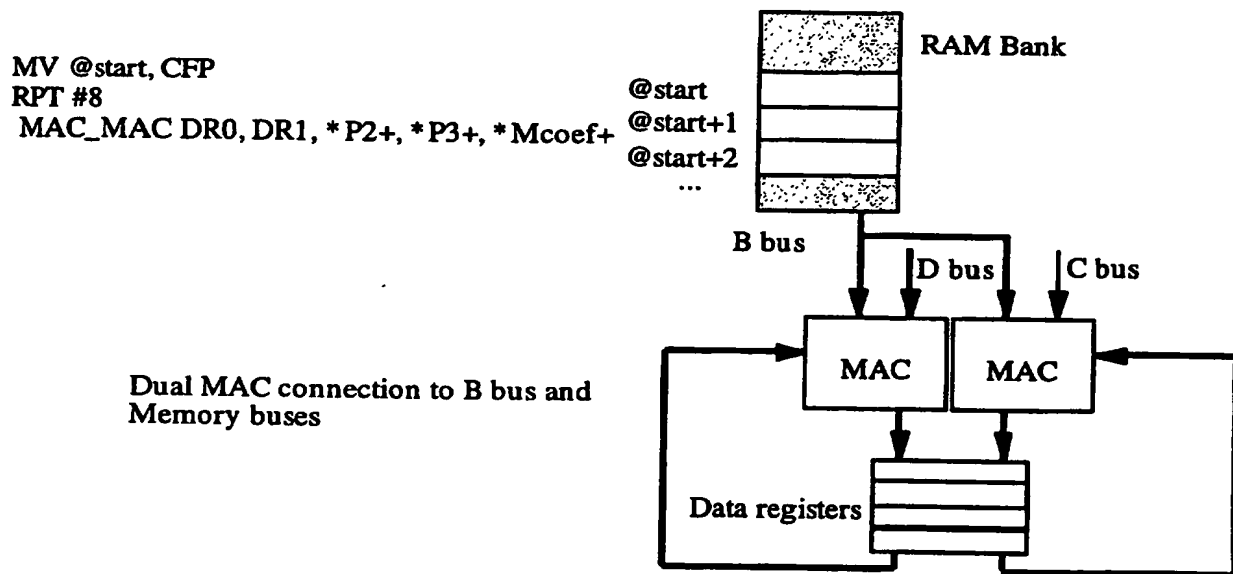 MV @start, CFP
RPT #8
MAC_MAC DR0, DR1, *P2+, *P3+, *Mcoef+
RAM Bank
@start
@start+1
@start+2
...
B bus
D bus
C bus
MAC
MAC
Dual MAC connection to B bus and
Memory buses
Data registers